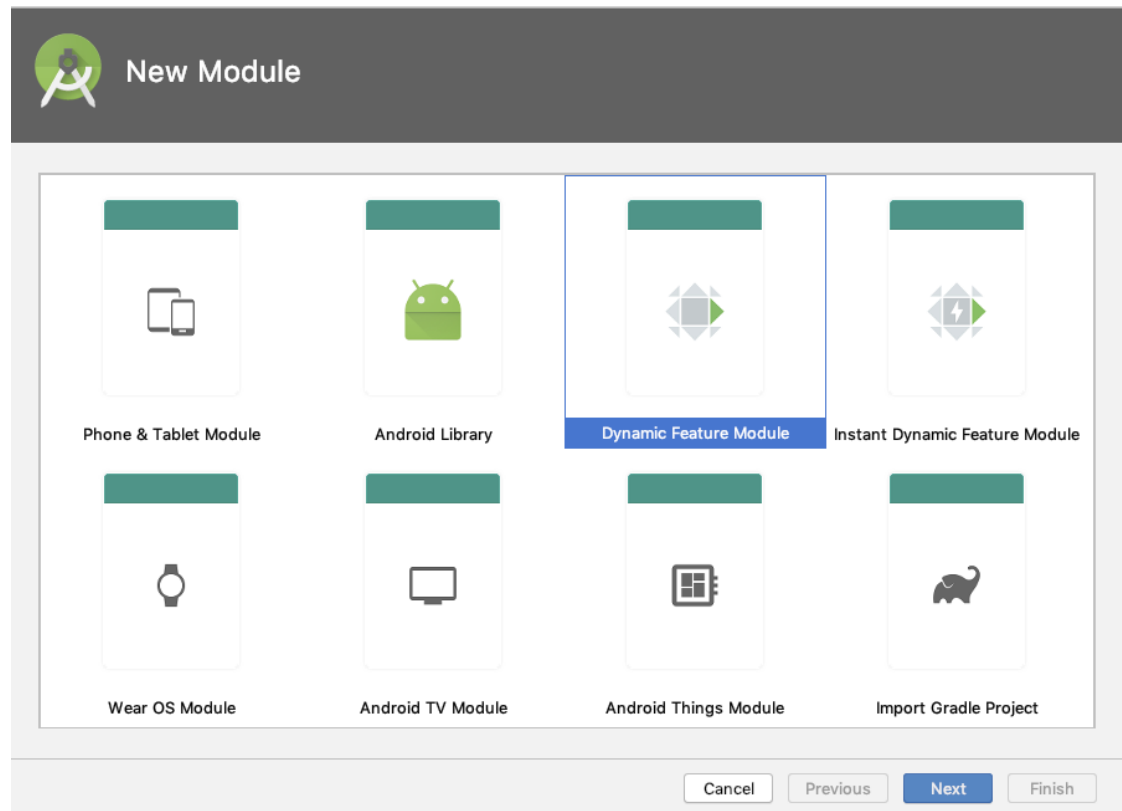 New Module
Phone & Tablet Module
Android Library
Dynamic Feature Module
Instant Dynamic Feature Module
Wear OS Module
Android TV Module
Android Things Module
Import Gradle Project
Cancel
Previous
Next
Finish